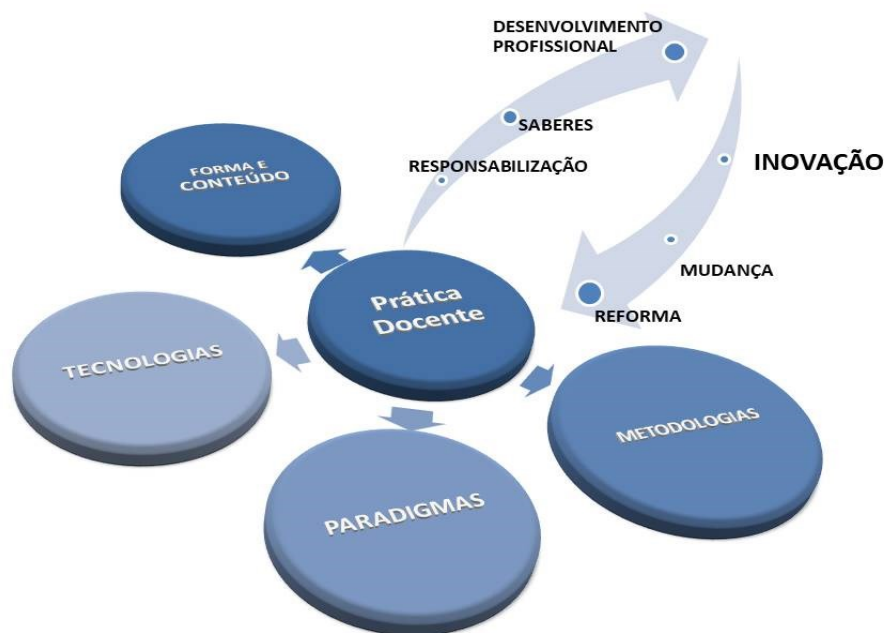 DESENVOLVIMENTO
PROFISSIONAL
SABERES
RESPONSABILIZAÇÃO
INOVAÇÃO
MUDANÇA
REFORMA
FORMA E
CONTEÚDO
Prática
Docente
TECNOLOGIAS
METODOLOGIAS
PARADIGMAS